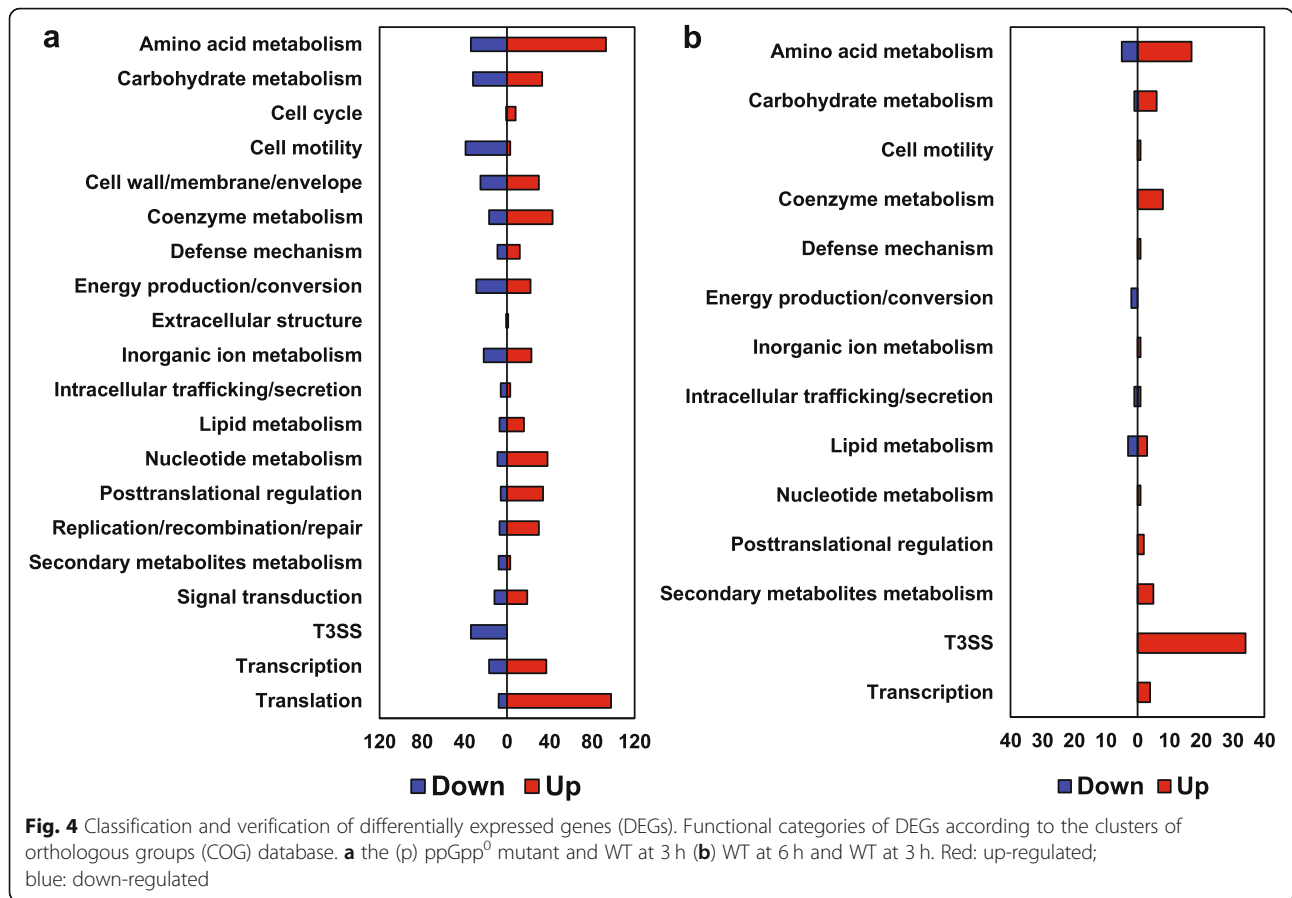 a
Amino acid metabolism
Carbohydrate metabolism
Cell cycle
Cell motility
Cell wall/membrane/envelope
Coenzyme metabolism
Defense mechanism
Energy production/conversion
Extracellular structure
Inorganic ion metabolism
Intracellular trafficking/secretion
Lipid metabolism
Nucleotide metabolism
Posttranslational regulation
Replication/recombination/repair
Secondary metabolites metabolism
Signal transduction
T3SS
Transcription
Translation
120 80 40 0 40 80 120
Down Up
b
Amino acid metabolism
Carbohydrate metabolism
Cell motility
Coenzyme metabolism
Defense mechanism
Energy production/conversion
Inorganic ion metabolism
Intracellular trafficking/secretion
Lipid metabolism
Nucleotide metabolism
Posttranslational regulation
Secondary metabolites metabolism
T3SS
Transcription
40 30 20 10 0 10 20 30 40
Down Up
Fig. 4 Classification and verification of differentially expressed genes (DEGs). Functional categories of DEGs according to the clusters of
orthologous groups (COG) database. a the (p) ppGpp⁰ mutant and WT at 3 h (b) WT at 6 h and WT at 3 h. Red: up-regulated;
blue: down-regulated